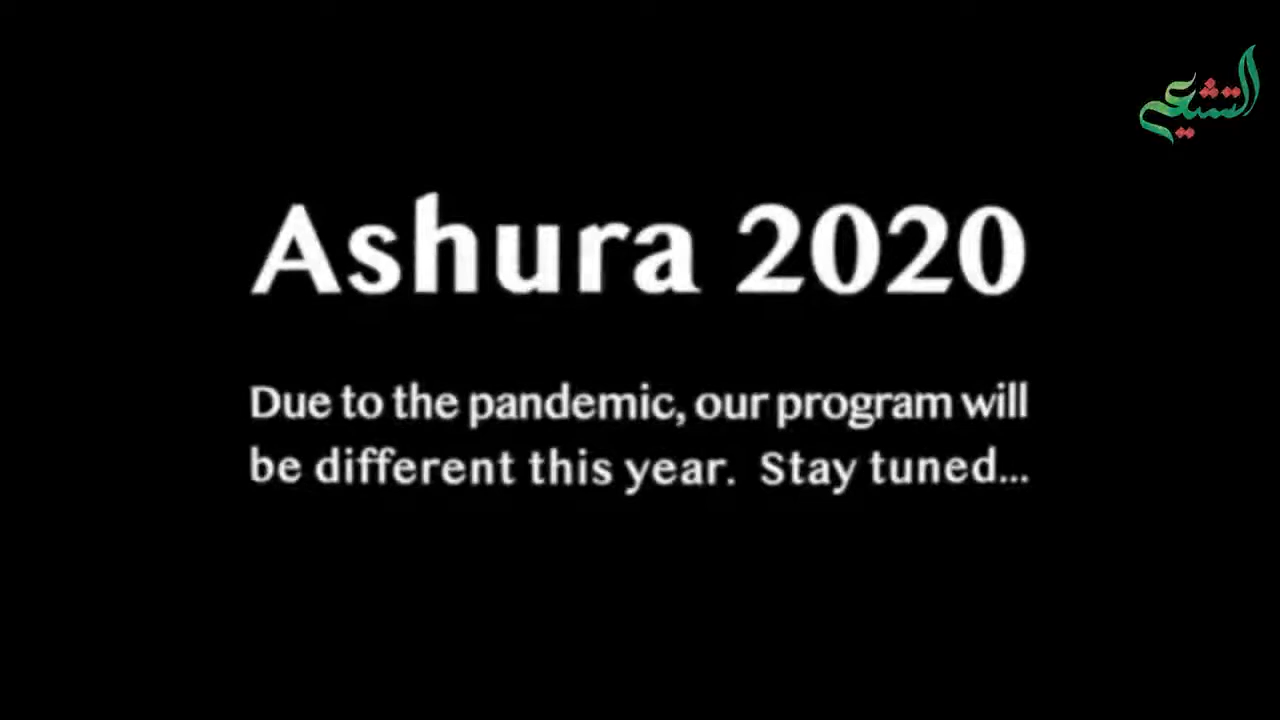 التشيع
Ashura 2020
Due to the pandemic, our program will
be different this year. Stay tuned...